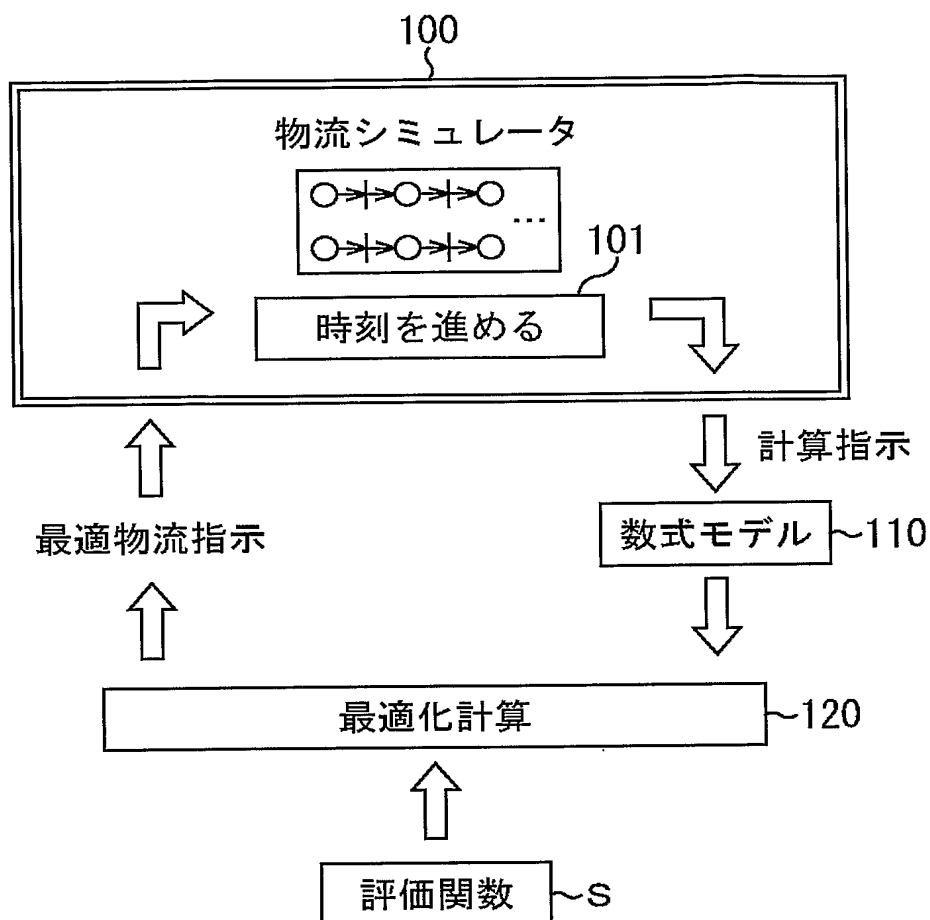 100
物流シミュレータ
...
101
時刻を進める
計算指示
最適物流指示
数式モデル
110
最適化計算
120
評価関数
S